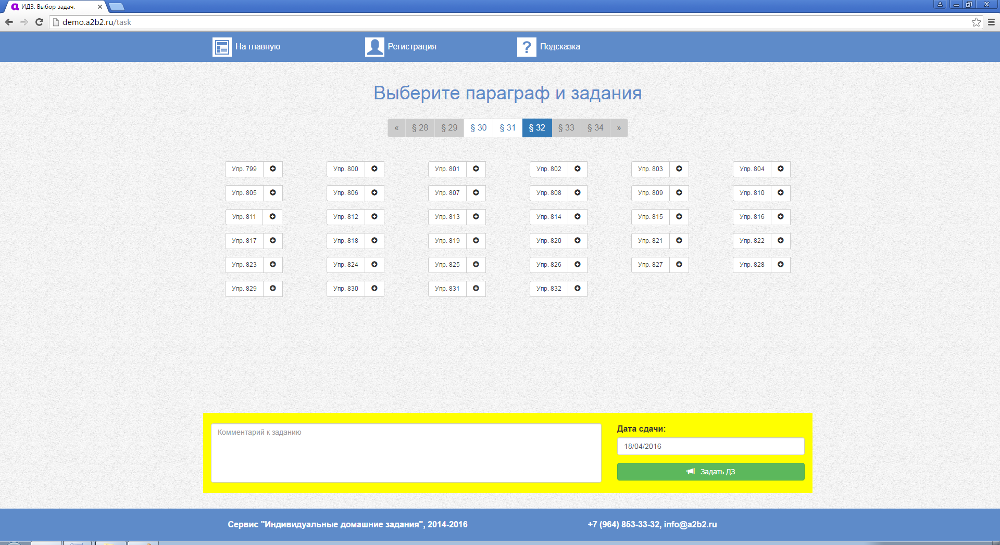 ИДЗ. Выбор задач.
demo.a2b2.ru/task
На главную
Регистрация
? Подсказка
Выберите параграф и задания
« § 28 § 29 § 30 § 31 § 32 § 33 § 34 »
Упр. 799 Упр. 800 Упр. 801 Упр. 802 Упр. 803 Упр. 804
Упр. 805 Упр. 806 Упр. 807 Упр. 808 Упр. 809 Упр. 810
Упр. 811 Упр. 812 Упр. 813 Упр. 814 Упр. 815 Упр. 816
Упр. 817 Упр. 818 Упр. 819 Упр. 820 Упр. 821 Упр. 822
Упр. 823 Упр. 824 Упр. 825 Упр. 826 Упр. 827 Упр. 828
Упр. 829 Упр. 830 Упр. 831 Упр. 832
Комментарий к заданию
Дата сдачи:
18/04/2016
Задать ДЗ
Сервис "Индивидуальные домашние задания", 2014-2016
+7 (964) 853-33-32, info@a2b2.ru